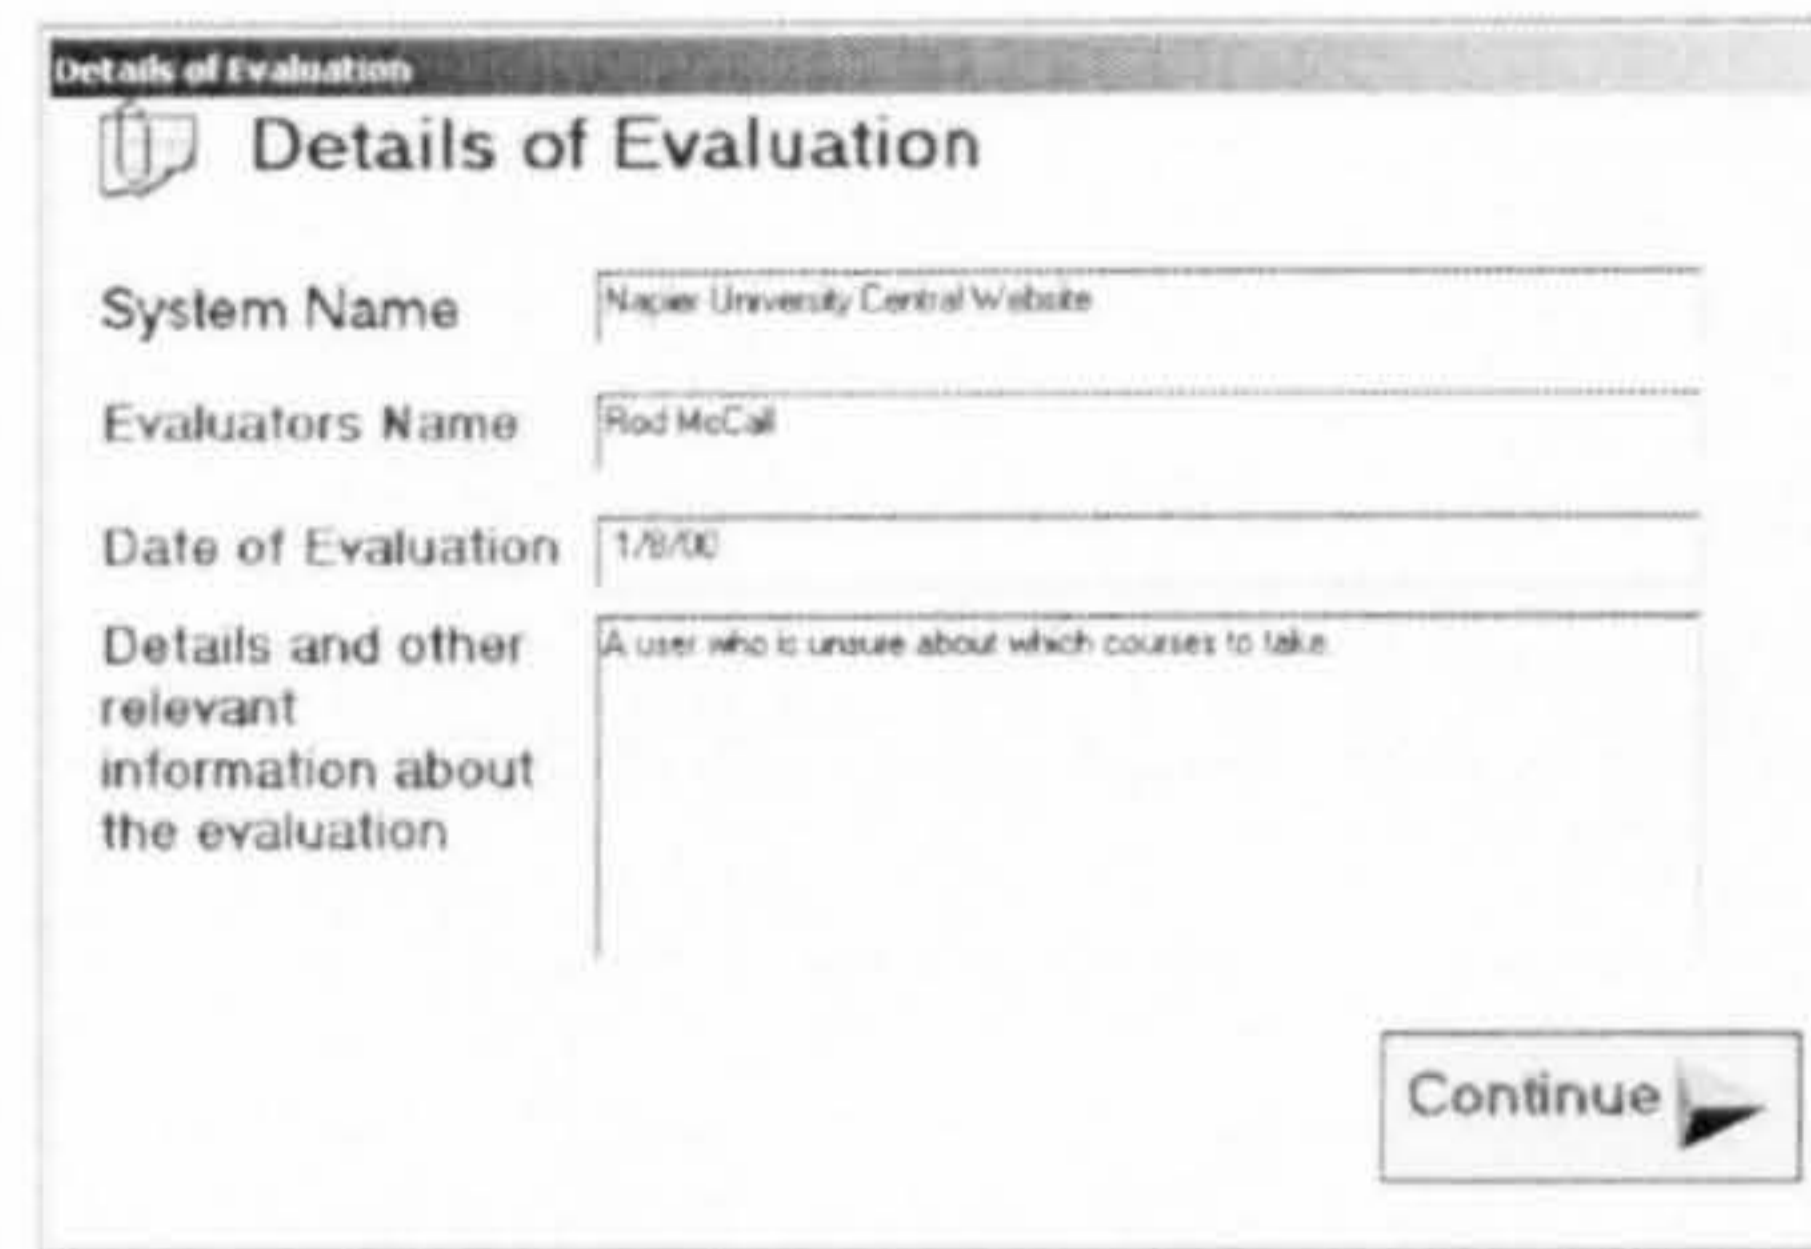 Details of Evaluation
Details of Evaluation
System Name
Napier University Central Website
Evaluators Name
Rod McCall
Date of Evaluation
1/8/00
Details and other
relevant
information about
the evaluation
A user who is unsure about which courses to take.
Continue